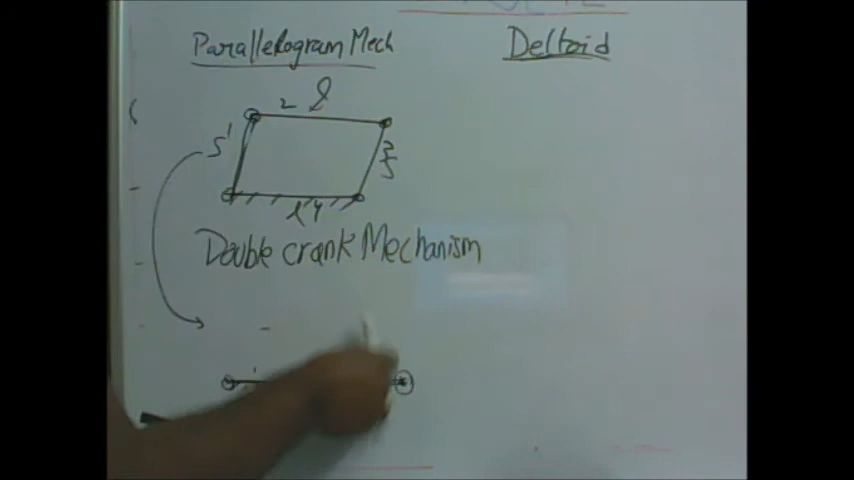 Parallelogram Mech
Deltoid
2 l
s 1
3 s
l 4
Double crank Mechanism
1